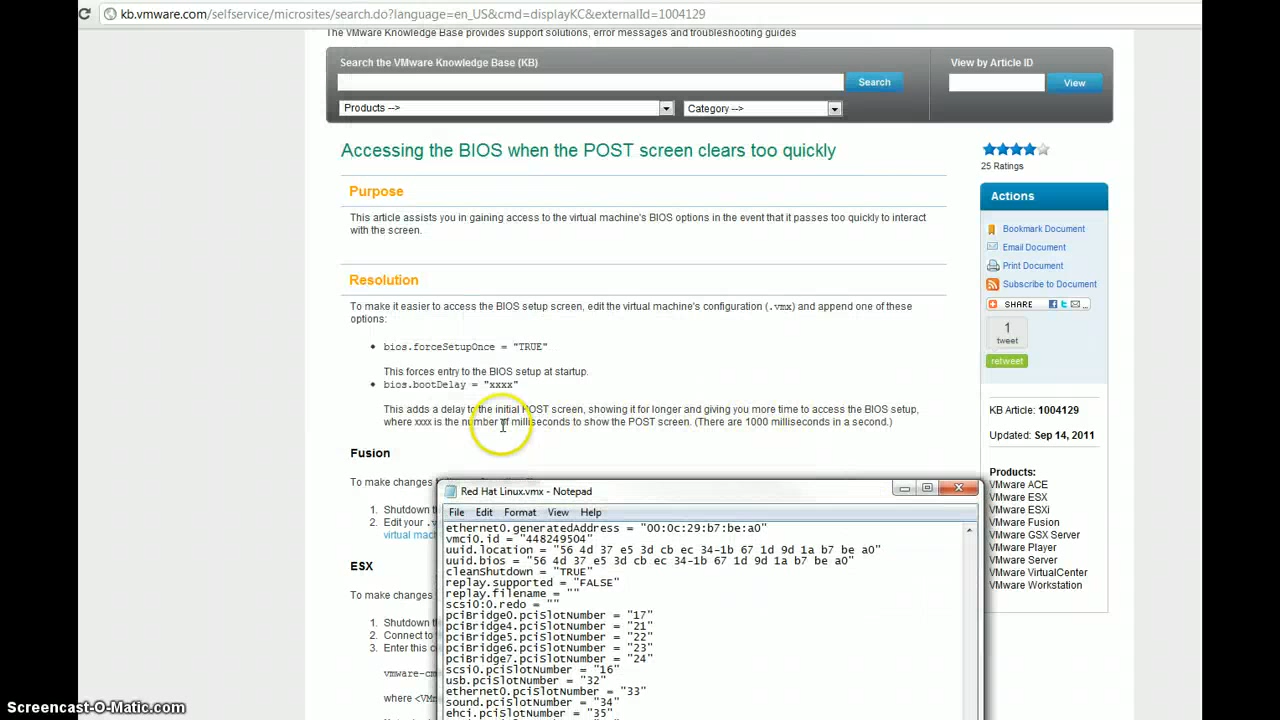 kb.vmware.com/selfservice/microsites/search.do?language=en_US&cmd=displayKC&externalId=1004129
The VMware Knowledge Base provides support solutions, error messages and troubleshooting guides
Search the VMware Knowledge Base (KB)
View by Article ID
Search
View
Products -->
Category -->
Accessing the BIOS when the POST screen clears too quickly
25 Ratings
Purpose
This article assists you in gaining access to the virtual machine's BIOS options in the event that it passes too quickly to interact
with the screen.
Resolution
To make it easier to access the BIOS setup screen, edit the virtual machine's configuration (.vmx) and append one of these
options:
• bios.forceSetupOnce = "TRUE"
This forces entry to the BIOS setup at startup.
• bios.bootDelay = "xxxx"
This adds a delay to the initial POST screen, showing it for longer and giving you more time to access the BIOS setup,
where xxxx is the number of milliseconds to show the POST screen. (There are 1000 milliseconds in a second.)
Fusion
To make changes
1. Shutdown
2. Edit your .v
virtual mac
ESX
To make changes
1. Shutdown
2. Connect to
3. Enter this co
vmware-cm
where <VM
Actions
Bookmark Document
Email Document
Print Document
Subscribe to Document
SHARE
1
tweet
retweet
KB Article: 1004129
Updated: Sep 14, 2011
Products:
VMware ACE
VMware ESX
VMware ESXi
VMware Fusion
VMware GSX Server
VMware Player
VMware Server
VMware VirtualCenter
VMware Workstation
Red Hat Linux.vmx - Notepad
File Edit Format View Help
ethernet0.generatedAddress = "00:0c:29:b7:be:a0"
vmci0.id = "448249504"
uuid.location = "56 4d 37 e5 3d cb ec 34-1b 67 1d 9d 1a b7 be a0"
uuid.bios = "56 4d 37 e5 3d cb ec 34-1b 67 1d 9d 1a b7 be a0"
cleanShutdown = "TRUE"
replay.supported = "FALSE"
replay.filename = ""
scsi0:0.redo = ""
pciBridge0.pciSlotNumber = "17"
pciBridge4.pciSlotNumber = "21"
pciBridge5.pciSlotNumber = "22"
pciBridge6.pciSlotNumber = "23"
pciBridge7.pciSlotNumber = "24"
scsi0.pciSlotNumber = "16"
usb.pciSlotNumber = "32"
ethernet0.pciSlotNumber = "33"
sound.pciSlotNumber = "34"
ehci.pciSlotNumber = "35"
Screencast-O-Matic.com